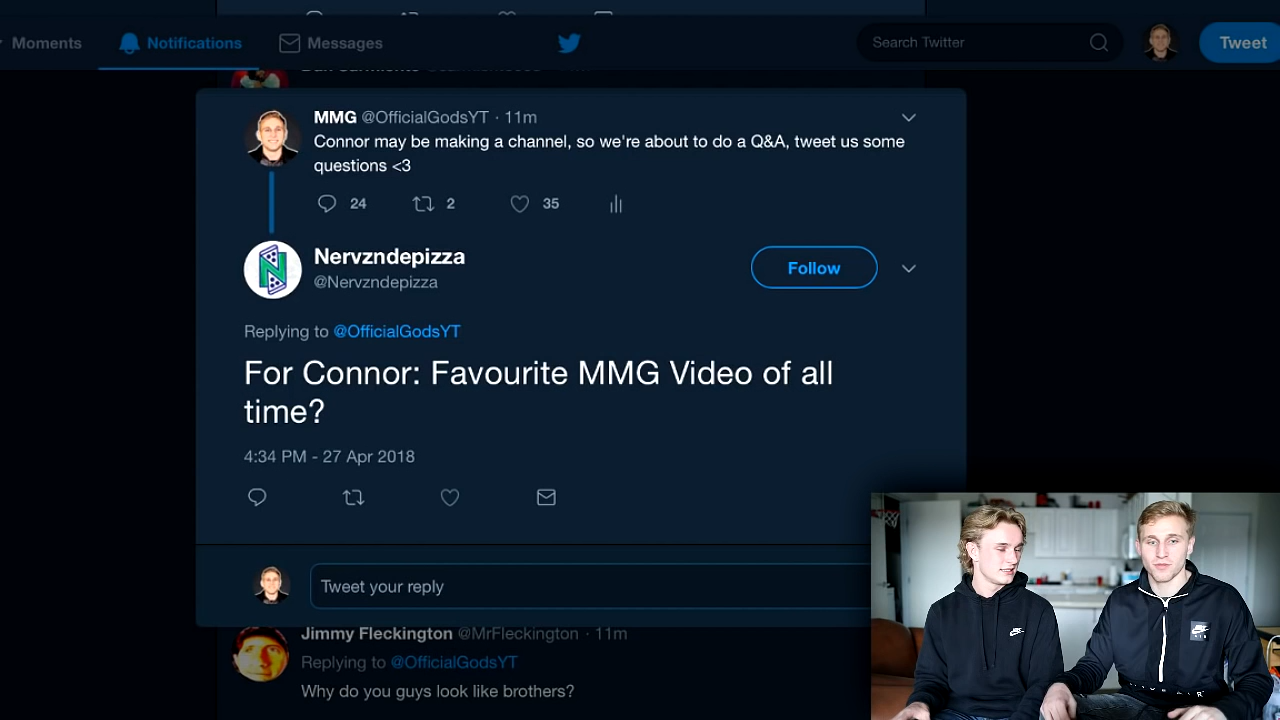 Moments
Notifications
Messages
Search Twitter
Tweet
MMG @OfficialGodsYT · 11m
Connor may be making a channel, so we're about to do a Q&A, tweet us some
questions <3
24
2
35
Nervzndepizza
@Nervzndepizza
Follow
Replying to @OfficialGodsYT
For Connor: Favourite MMG Video of all
time?
4:34 PM - 27 Apr 2018
Tweet your reply
Jimmy Fleckington @MrFleckington · 11m
Replying to @OfficialGodsYT
Why do you guys look like brothers?